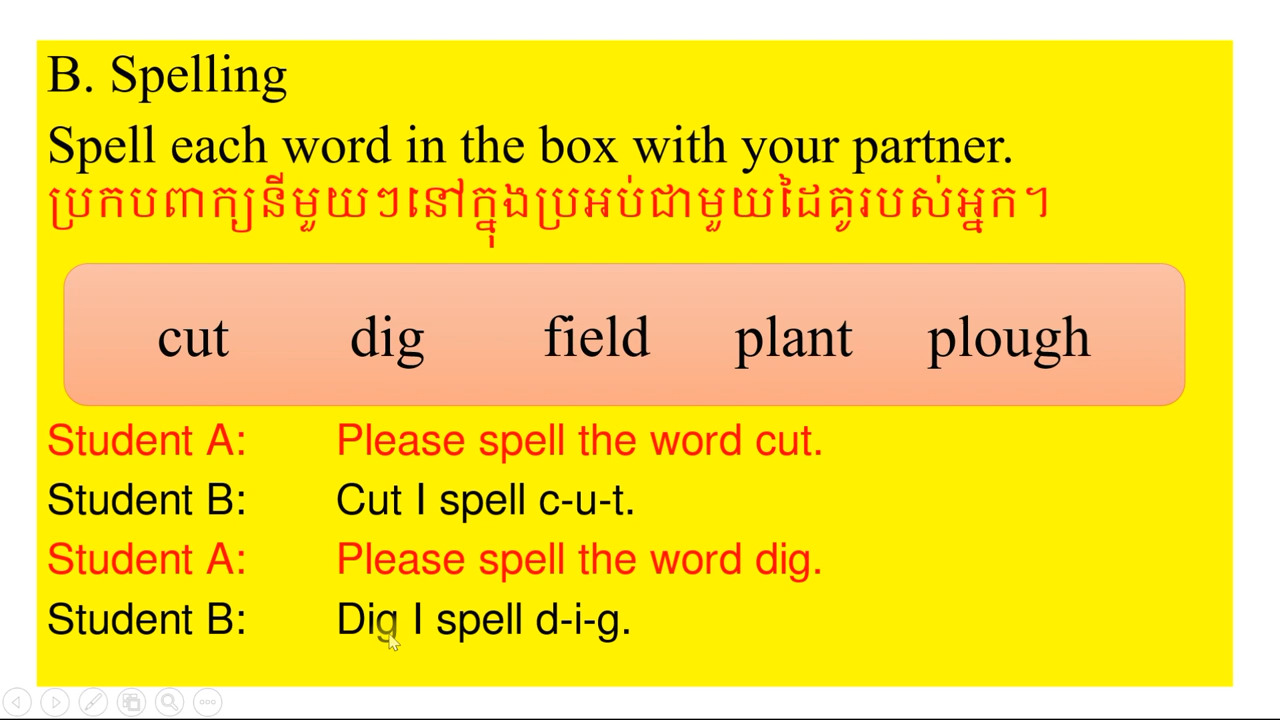 B. Spelling
Spell each word in the box with your partner.
ប្រកបពាក្យនីមួយៗនៅក្នុងប្រអប់ជាមួយដៃគូរបស់អ្នក។
cut dig field plant plough
Student A: Please spell the word cut.
Student B: Cut I spell c-u-t.
Student A: Please spell the word dig.
Student B: Dig I spell d-i-g.